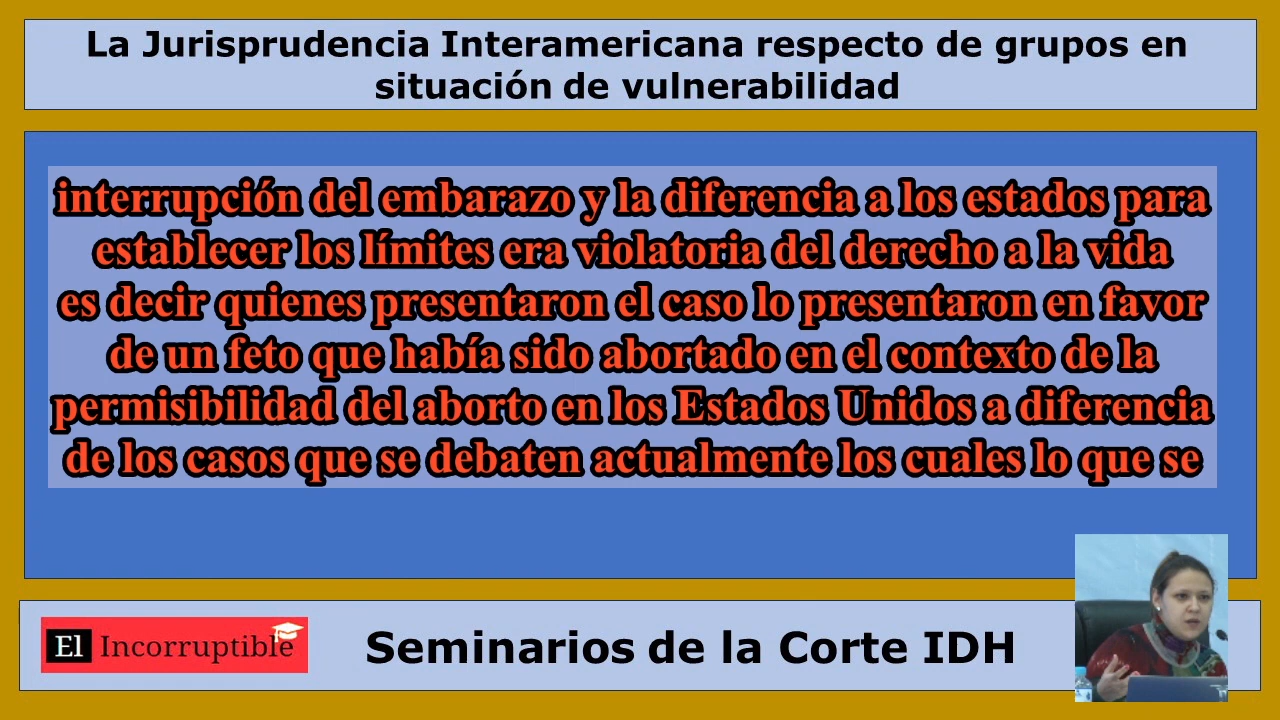 La Jurisprudencia Interamericana respecto de grupos en
situación de vulnerabilidad
interrupción del embarazo y la diferencia a los estados para
establecer los límites era violatoria del derecho a la vida
es decir quienes presentaron el caso lo presentaron en favor
de un feto que había sido abortado en el contexto de la
permisibilidad del aborto en los Estados Unidos a diferencia
de los casos que se debaten actualmente los cuales lo que se
El Incorruptible
Seminarios de la Corte IDH